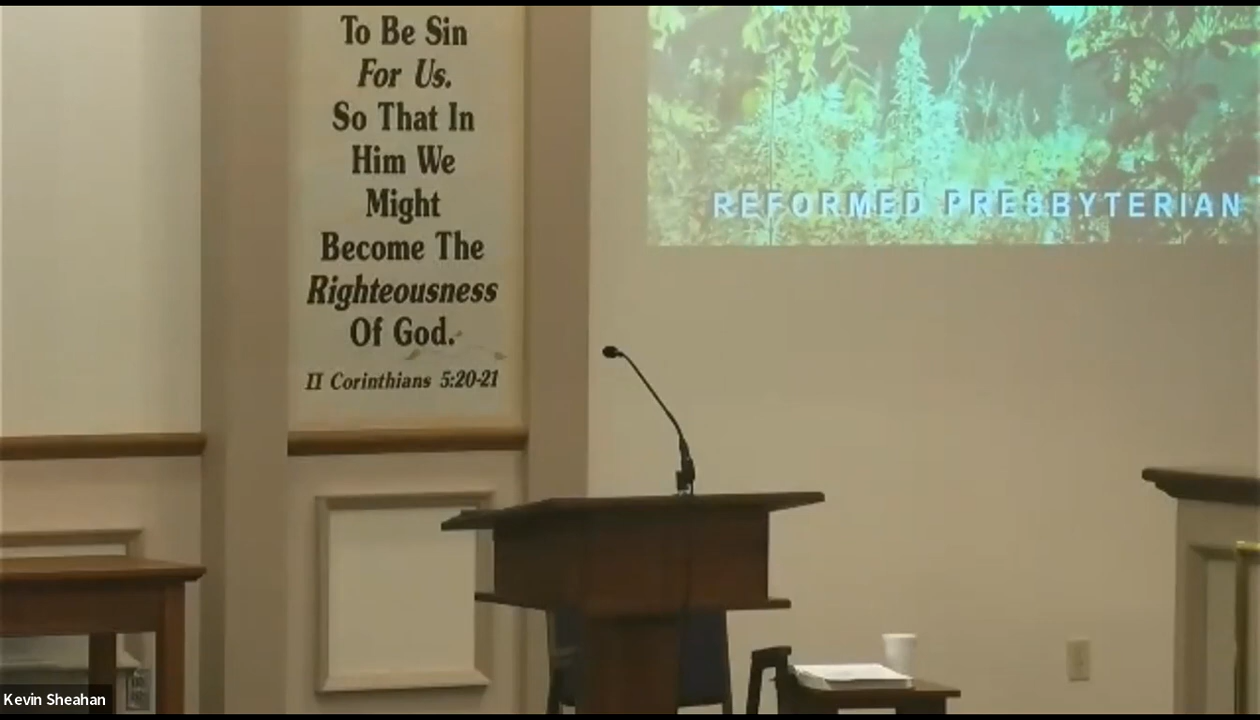 To Be Sin
For Us.
So That In
Him We
Might
Become The
Righteousness
Of God.
II Corinthians 5:20-21
REFORMED PRESBYTERIAN
Kevin Sheahan